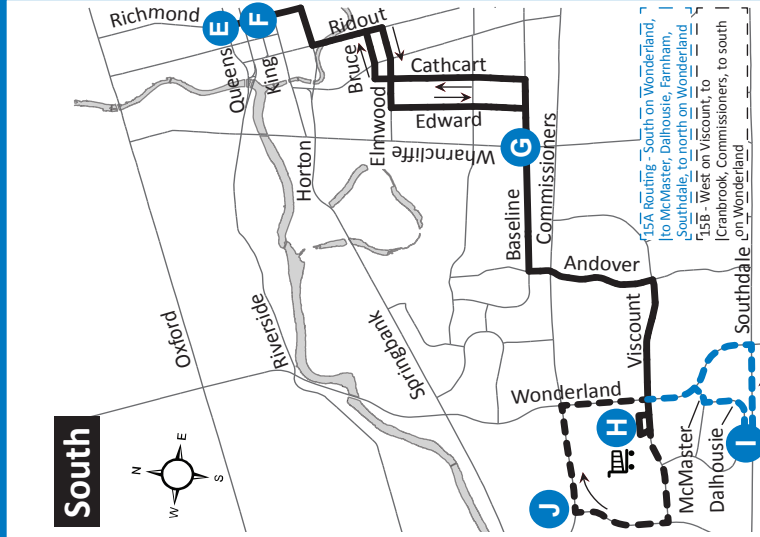 South
N
E
S
W
Richmond
E
F
Ridout
Queens
King
Bruce
Cathcart
Elmwood
Edward
Horton
Wharncliffe
G
Oxford
Riverside
Springbank
Baseline
Commissioners
Andover
Viscount
Wonderland
Southdale
H
J
I
McMaster
Dalhousie
15A Routing - South on Wonderland,
to McMaster, Dalhousie, Farnham,
Southdale, to north on Wonderland
15B - West on Viscount, to
Cranbrook, Commissioners, to south
on Wonderland